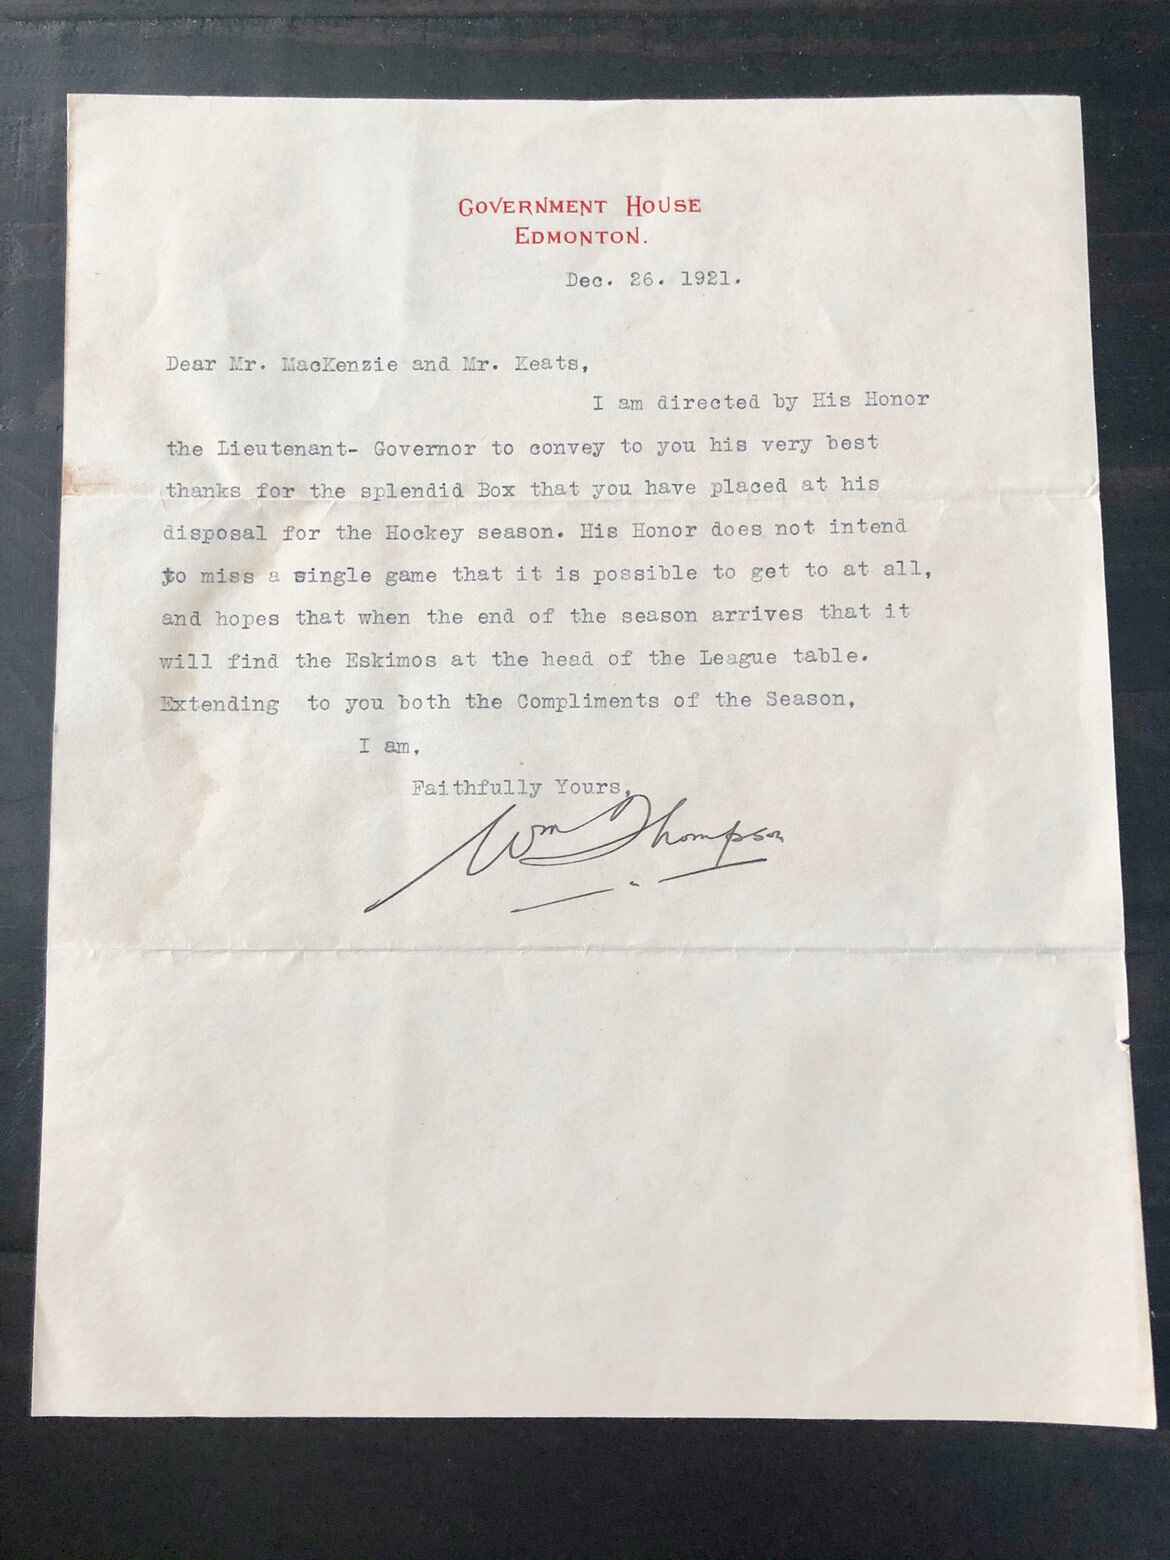 GOVERNMENT HOUSE
EDMONTON.
Dec. 26. 1921.
Dear Mr. MacKenzie and Mr. Keats,
I am directed by His Honor
the Lieutenant- Governor to convey to you his very best
thanks for the splendid Box that you have placed at his
disposal for the Hockey season. His Honor does not intend
to miss a single game that it is possible to get to at all,
and hopes that when the end of the season arrives that it
will find the Eskimos at the head of the League table.
Extending to you both the Compliments of the Season,
I am,
Faithfully Yours,
Wm Thompson